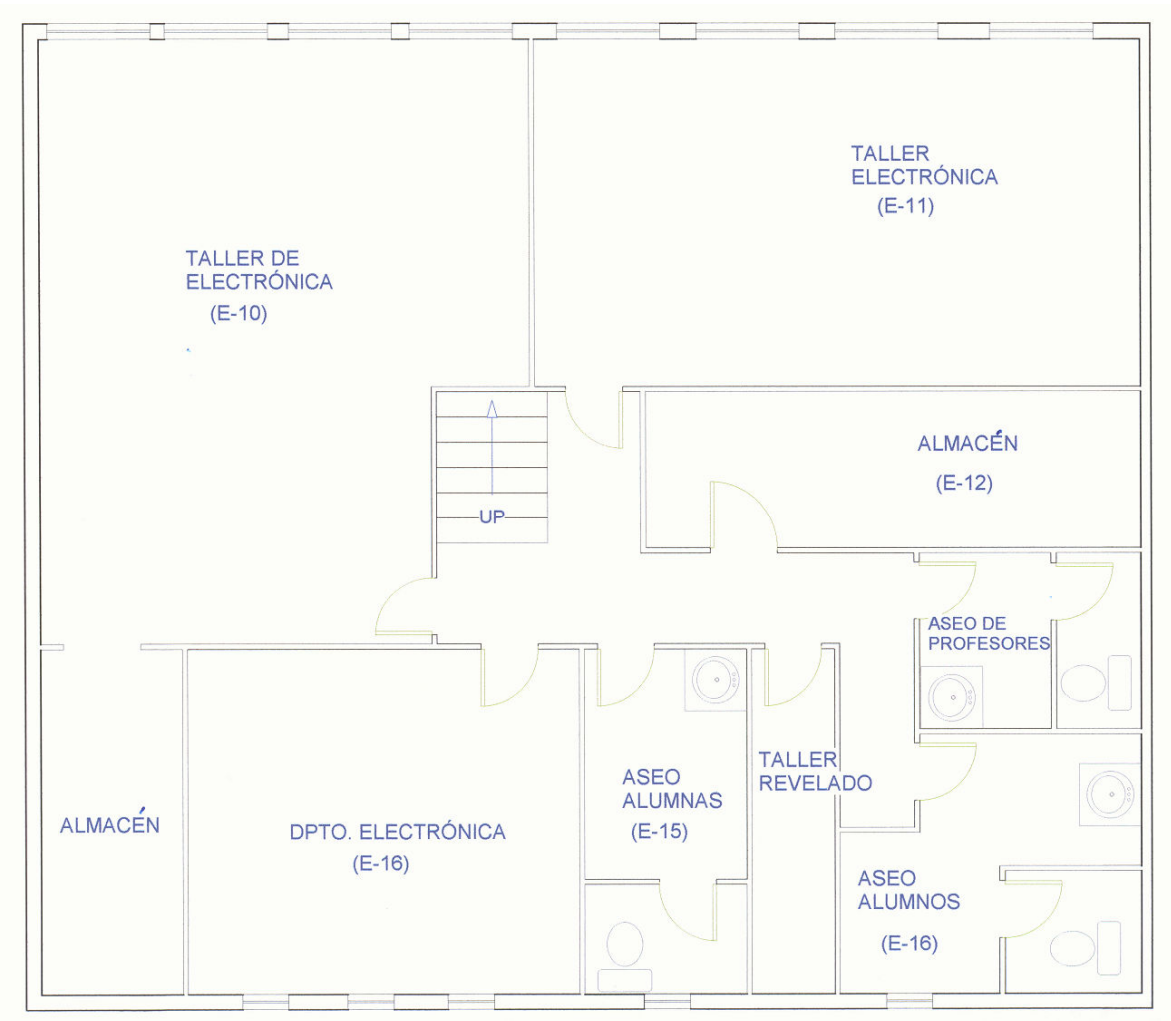 TALLER
ELECTRÓNICA
(E-11)
TALLER DE
ELECTRÓNICA
(E-10)
ALMACÉN
(E-12)
UP
ASEO DE
PROFESORES
TALLER
REVELADO
ASEO
ALUMNAS
(E-15)
ALMACÉN
DPTO. ELECTRÓNICA
(E-16)
ASEO
ALUMNOS
(E-16)